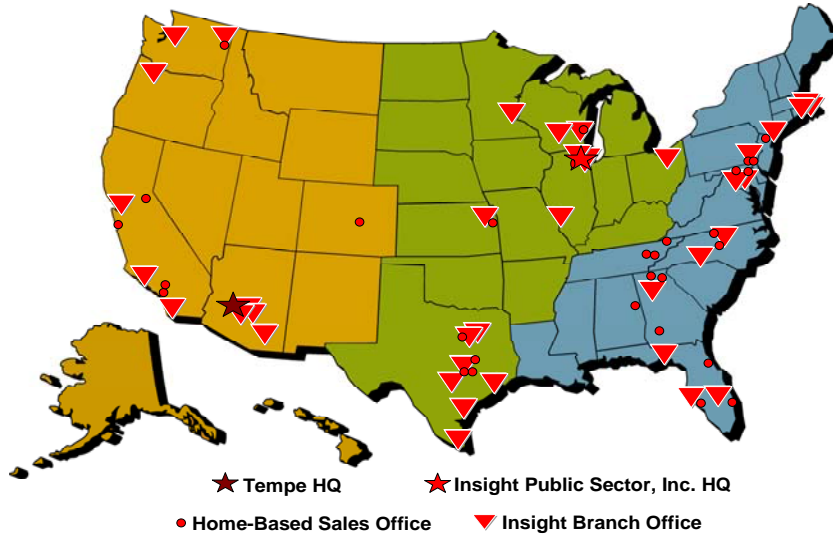 Tempe HQ Insight Public Sector, Inc. HQ
Home-Based Sales Office Insight Branch Office